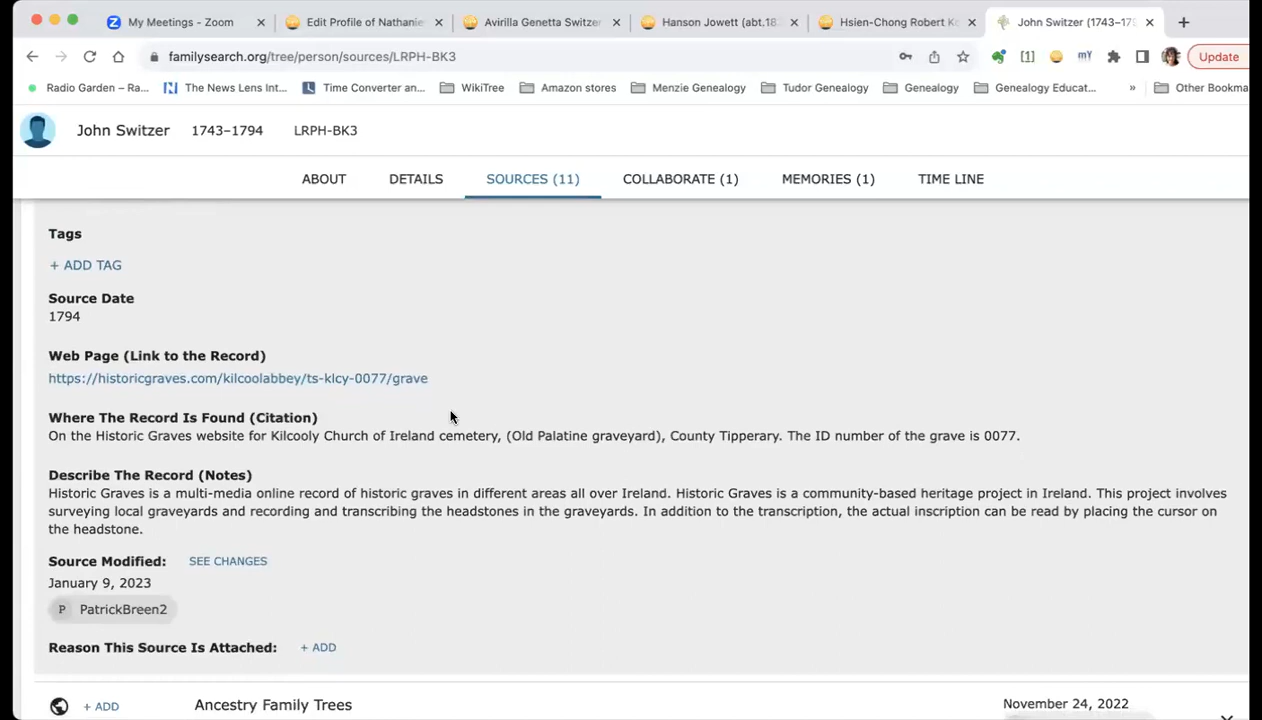 My Meetings - Zoom
Edit Profile of Nathanie
Avirilla Genetta Switzer
Hanson Jowett (abt.18
Hsien-Chong Robert K
John Switzer (1743–179
familysearch.org/tree/person/sources/LRPH-BK3
[1]
mY
Update
Radio Garden – Ra...
The News Lens Int...
Time Converter an...
WikiTree
Amazon stores
Menzie Genealogy
Tudor Genealogy
Genealogy
Genealogy Educat...
»
Other Bookma
John Switzer
1743–1794
LRPH-BK3
ABOUT
DETAILS
SOURCES (11)
COLLABORATE (1)
MEMORIES (1)
TIME LINE
Tags
+ ADD TAG
Source Date
1794
Web Page (Link to the Record)
https://historicgraves.com/kilcoolabbey/ts-klcy-0077/grave
Where The Record Is Found (Citation)
On the Historic Graves website for Kilcooly Church of Ireland cemetery, (Old Palatine graveyard), County Tipperary. The ID number of the grave is 0077.
Describe The Record (Notes)
Historic Graves is a multi-media online record of historic graves in different areas all over Ireland. Historic Graves is a community-based heritage project in Ireland. This project involves
surveying local graveyards and recording and transcribing the headstones in the graveyards. In addition to the transcription, the actual inscription can be read by placing the cursor on
the headstone.
Source Modified: SEE CHANGES
January 9, 2023
P PatrickBreen2
Reason This Source Is Attached: + ADD
+ ADD
Ancestry Family Trees
November 24, 2022